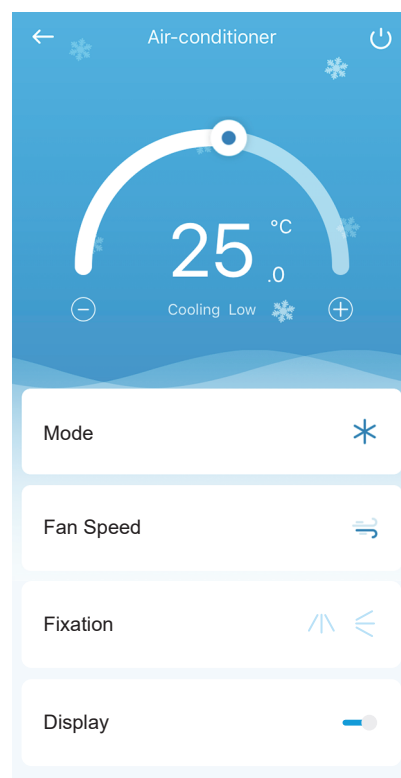 Air-conditioner
25.0 °C
Cooling Low
Mode
Fan Speed
Fixation
Display